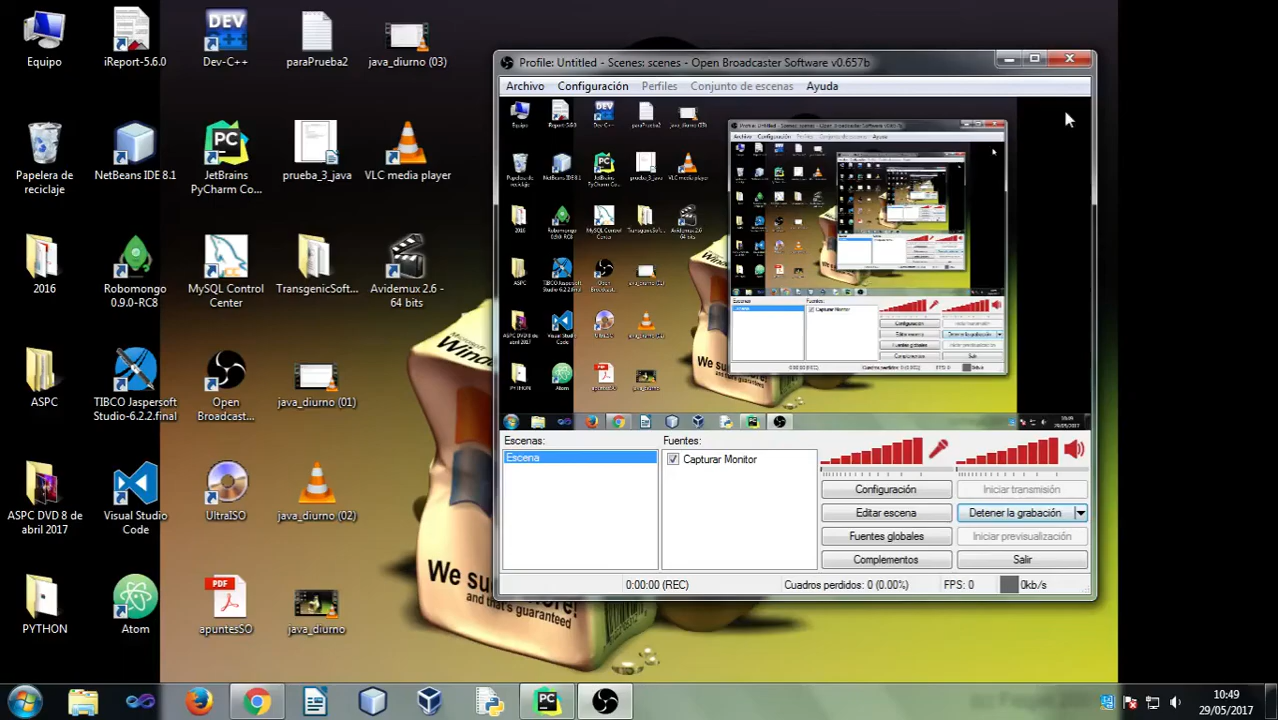 Equipo
iReport-5.6.0
Dev-C++
paraPrueba2
java_diurno (03)
Papelera de
reciclaje
NetBeans IDE 8.1
JetBrains
PyCharm Co...
prueba_3_java
VLC media player
2016
Robomongo
0.9.0-RC8
MySQL Control
Center
TransgenicSoft...
Avidemux 2.6 -
64 bits
ASPC
TIBCO Jaspersoft
Studio-6.2.2.final
Open
Broadcast...
java_diurno (01)
ASPC DVD 8 de
abril 2017
Visual Studio
Code
UltraISO
java_diurno (02)
PYTHON
Atom
PDF
apuntesSO
java_diurno
We su
and that's guaranteed
Profile: Untitled - Scenes: scenes - Open Broadcaster Software v0.657b
Archivo Configuración Perfiles Conjunto de escenas Ayuda
Escenas:
Escena
Fuentes:
Capturar Monitor
Configuración
Iniciar transmisión
Editar escena
Detener la grabación
Fuentes globales
Iniciar previsualización
Complementos
Salir
0:00:00 (REC)
Cuadros perdidos: 0 (0.00%)
FPS: 0
0kb/s
10:49
29/05/2017